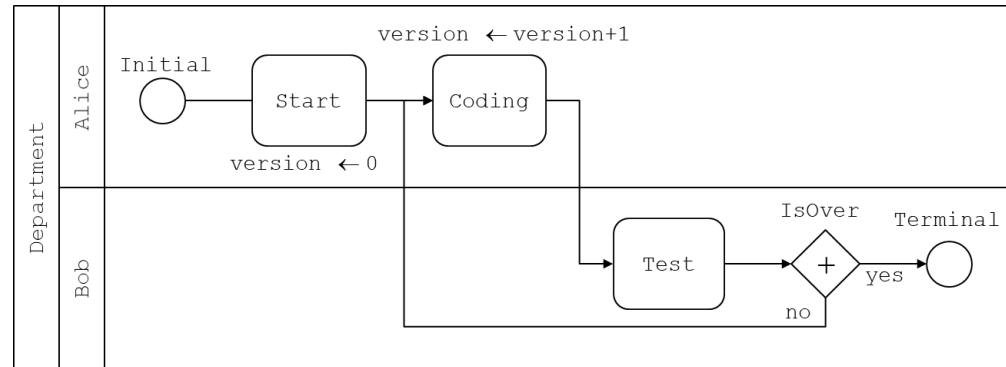 Department
Alice
Initial
Start
version ← 0
version ← version+1
Coding
Bob
Test
IsOver
+
yes
no
Terminal